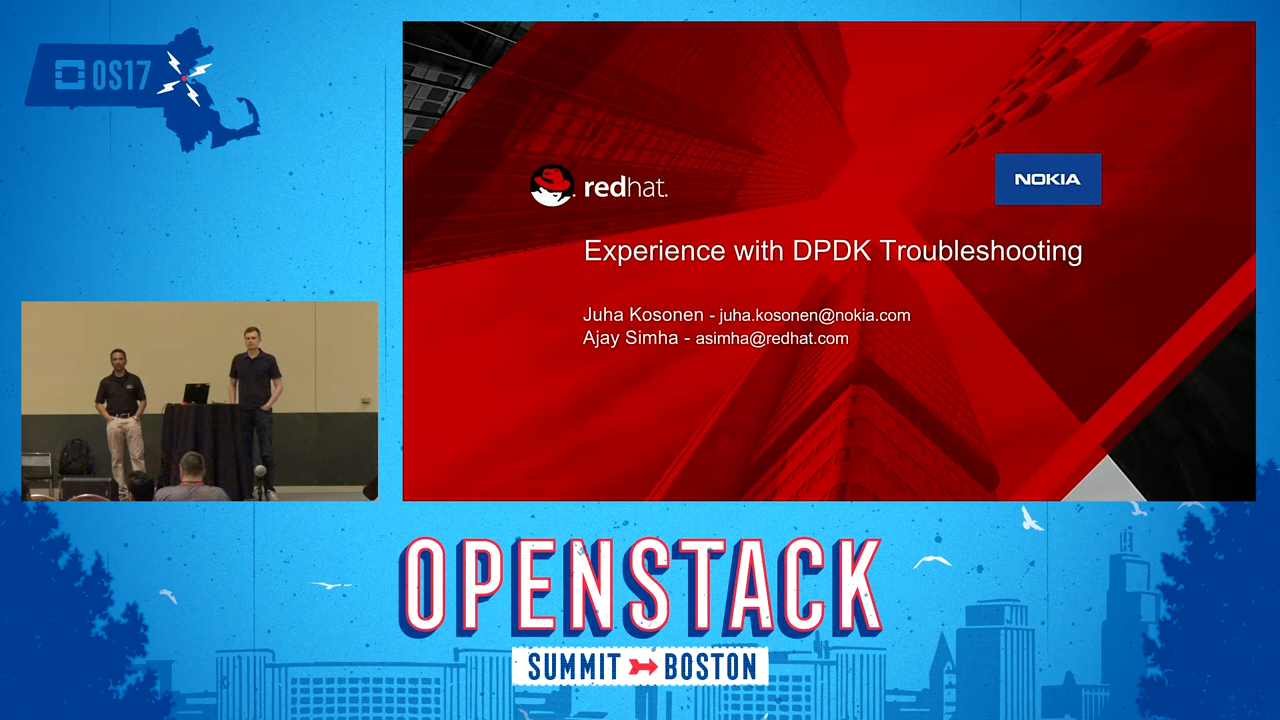 OS17
redhat.
NOKIA
Experience with DPDK Troubleshooting
Juha Kosonen - juha.kosonen@nokia.com
Ajay Simha - asimha@redhat.com
OPENSTACK
SUMMIT BOSTON